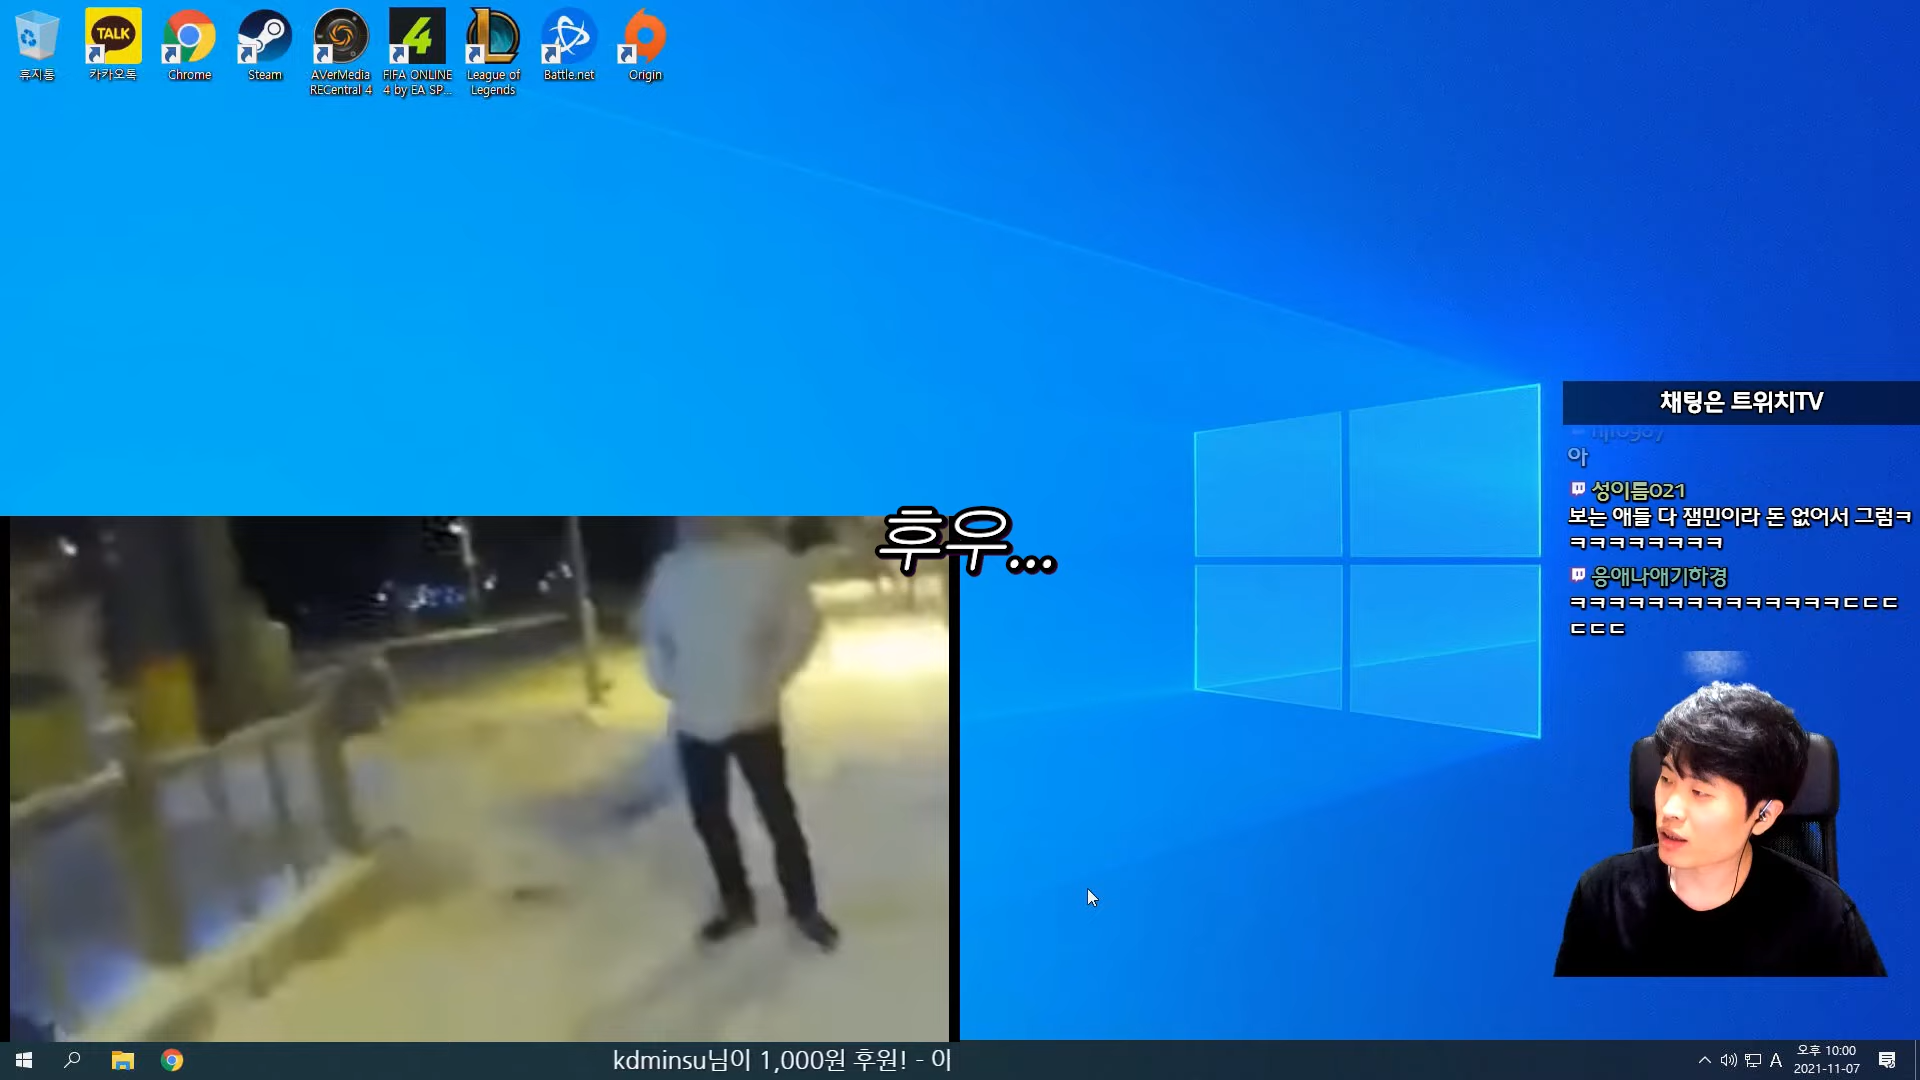 TALK
휴지통
카카오톡
Chrome
Steam
AVerMedia
RECentral 4
FIFA ONLINE
4 by EA SP...
League of
Legends
Battle.net
Origin
채팅은 트위치TV
아
성이름021
보는 애들 다 잼민이라 돈 없어서 그럼ㅋ
ㅋㅋㅋㅋㅋㅋㅋㅋ
응애나애기하경
ㅋㅋㅋㅋㅋㅋㅋㅋㅋㅋㅋㅋㅋㅋㄷㄷㄷ
ㄷㄷㄷ
후우...
kdminsu님이 1,000원 후원! - 이
A
오후 10:00
2021-11-07